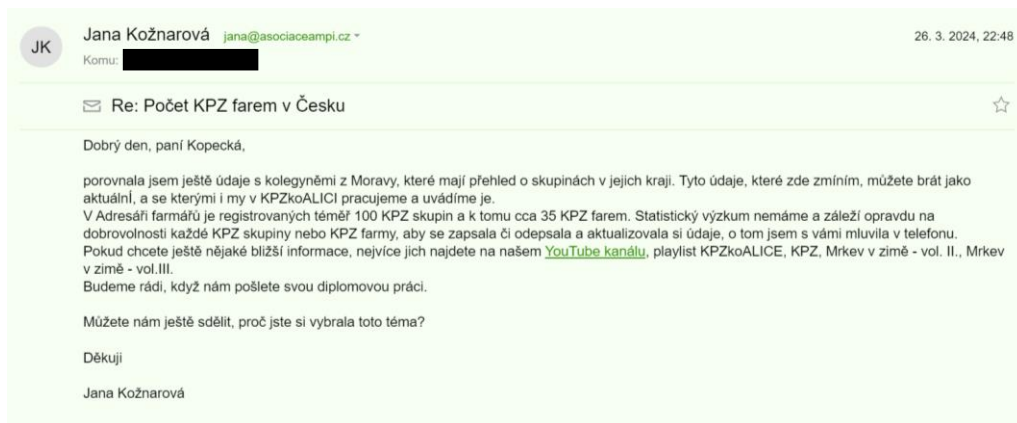 JK
Jana Kožnarová jana@asociaceampi.cz
26. 3. 2024, 22:48
Komu:
Re: Počet KPZ farem v Česku
Dobrý den, paní Kopecká,
porovnala jsem ještě údaje s kolegyněmi z Moravy, které mají přehled o skupinách v jejich kraji. Tyto údaje, které zde zmíním, můžete brát jako
aktuální, a se kterými i my v KPZkoALICI pracujeme a uvádíme je.
V Adresáři farmářů je registrovaných téměř 100 KPZ skupin a k tomu cca 35 KPZ farem. Statistický výzkum nemáme a záleží opravdu na
dobrovolnosti každé KPZ skupiny nebo KPZ farmy, aby se zapsala či odepsala a aktualizovala si údaje, o tom jsem s vámi mluvila v telefonu.
Pokud chcete ještě nějaké bližší informace, nejvíce jich najdete na našem YouTube kanálu, playlist KPZkoALICE, KPZ, Mrkev v zimě - vol. II., Mrkev
v zimě - vol.III.
Budeme rádi, když nám pošlete svou diplomovou práci.
Můžete nám ještě sdělit, proč jste si vybrala toto téma?
Děkuji
Jana Kožnarová